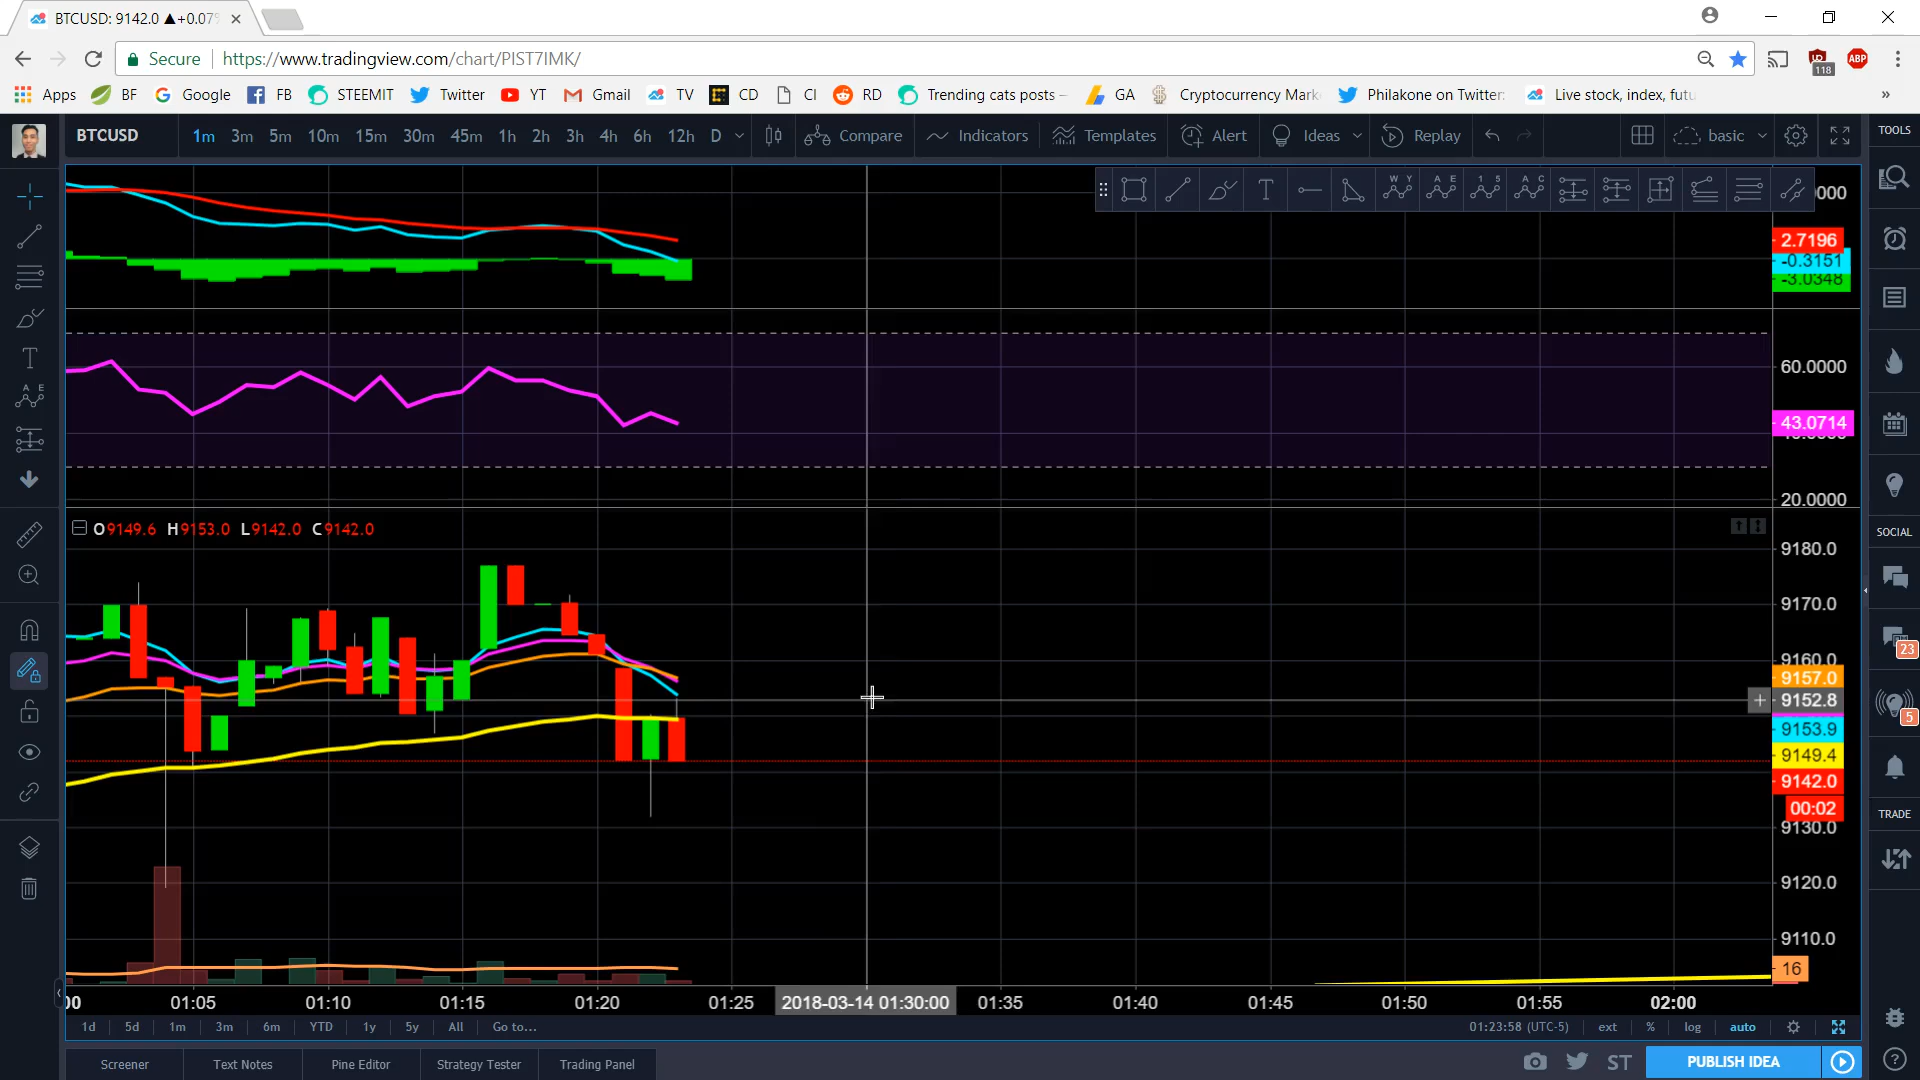 BTCUSD: 9142.0 ▲+0.07%
Secure https://www.tradingview.com/chart/PIST7IMK/
118 ABP
Apps BF Google FB STEEMIT Twitter YT Gmail TV CD CI RD Trending cats posts – GA Cryptocurrency Mark Philakone on Twitter: Live stock, index, futu »
BTCUSD 1m 3m 5m 10m 15m 30m 45m 1h 2h 3h 4h 6h 12h D Compare Indicators Templates Alert Ideas Replay basic TOOLS
W Y A E 1 5 A C
2.7196
-0.3151
-3.0348
A E
60.0000
43.0714
20.0000
O9149.6 H9153.0 L9142.0 C9142.0
SOCIAL
9180.0
9170.0
9160.0
23
9157.0
9152.8
5
9153.9
9149.4
9142.0
00:02
TRADE
9130.0
9120.0
9110.0
16
00 01:05 01:10 01:15 01:20 01:25 2018-03-14 01:30:00 01:35 01:40 01:45 01:50 01:55 02:00
1d 5d 1m 3m 6m YTD 1y 5y All Go to... 01:23:58 (UTC-5) ext % log auto
Screener Text Notes Pine Editor Strategy Tester Trading Panel ST PUBLISH IDEA